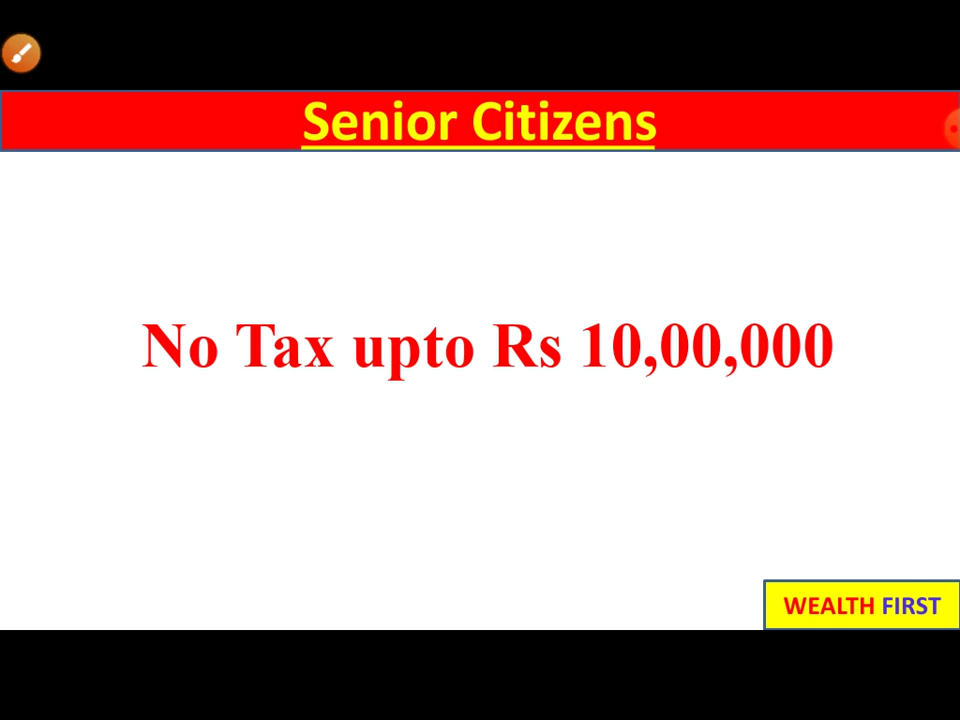 Senior Citizens
No Tax upto Rs 10,00,000
WEALTH FIRST